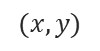 (x, y)